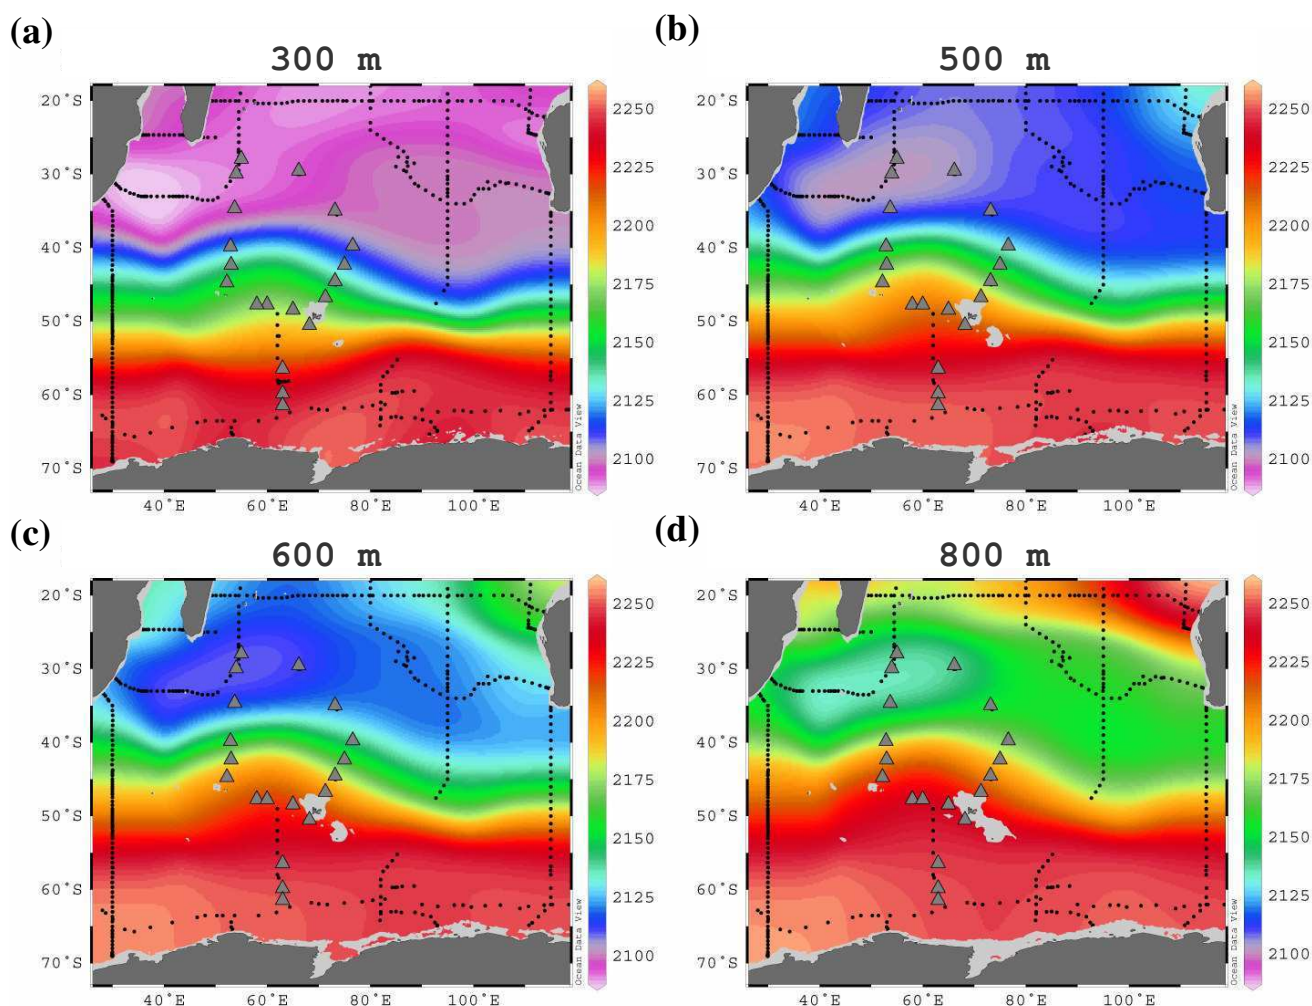 (a)
300 m
20°S
30°S
40°S
50°S
60°S
70°S
40°E
60°E
80°E
100°E
2250
2225
2200
2175
2150
2125
2100
Ocean Data View
(b)
500 m
20°S
30°S
40°S
50°S
60°S
70°S
40°E
60°E
80°E
100°E
2250
2225
2200
2175
2150
2125
2100
Ocean Data View
(c)
600 m
20°S
30°S
40°S
50°S
60°S
70°S
40°E
60°E
80°E
100°E
2250
2225
2200
2175
2150
2125
2100
Ocean Data View
(d)
800 m
20°S
30°S
40°S
50°S
60°S
70°S
40°E
60°E
80°E
100°E
2250
2225
2200
2175
2150
2125
2100
Ocean Data View